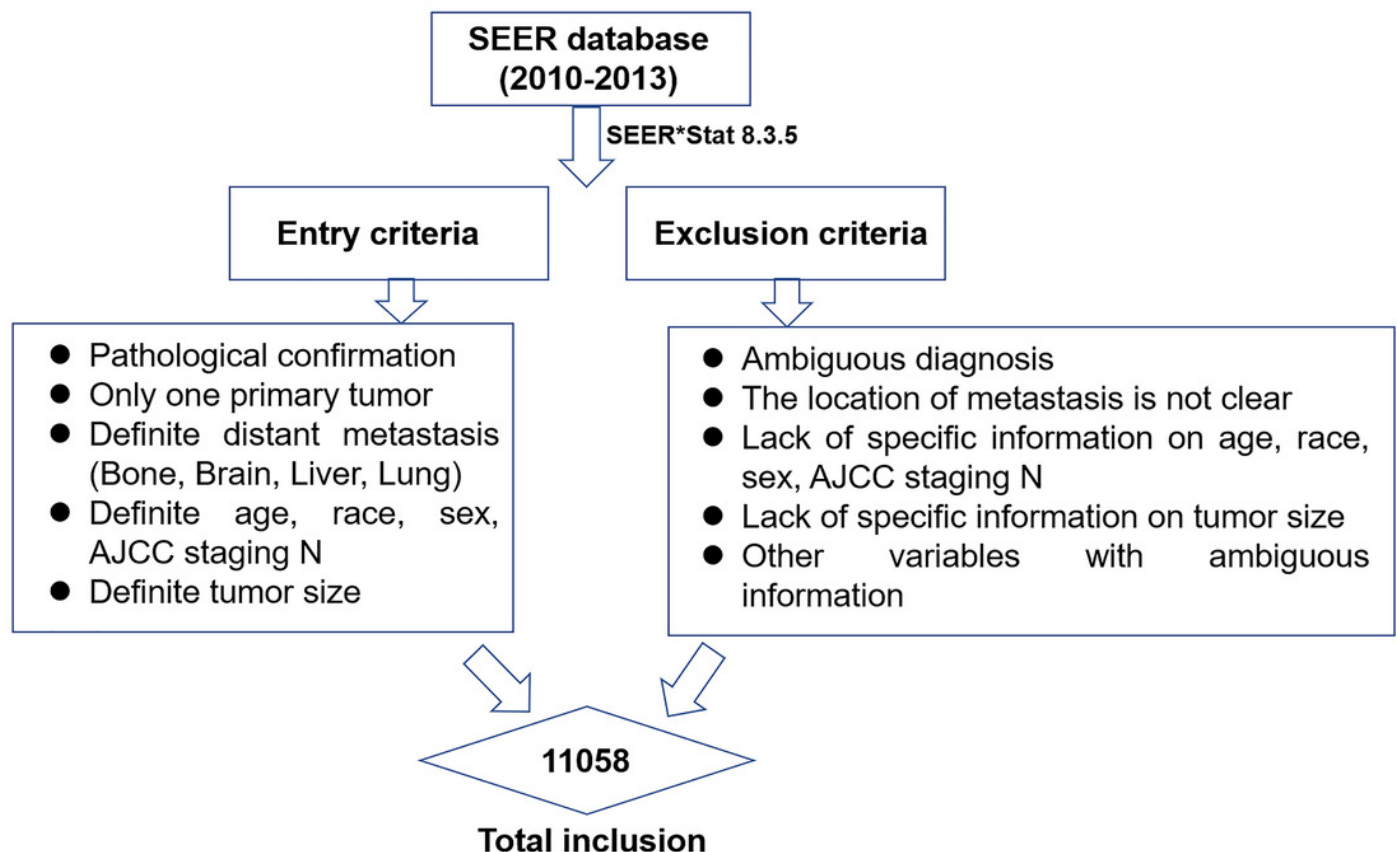 SEER database
(2010-2013)
SEER*Stat 8.3.5
Entry criteria
Exclusion criteria
● Pathological confirmation
● Only one primary tumor
● Definite distant metastasis
(Bone, Brain, Liver, Lung)
● Definite age, race, sex,
AJCC staging N
● Definite tumor size
● Ambiguous diagnosis
● The location of metastasis is not clear
● Lack of specific information on age, race,
sex, AJCC staging N
● Lack of specific information on tumor size
● Other variables with ambiguous
information
11058
Total inclusion